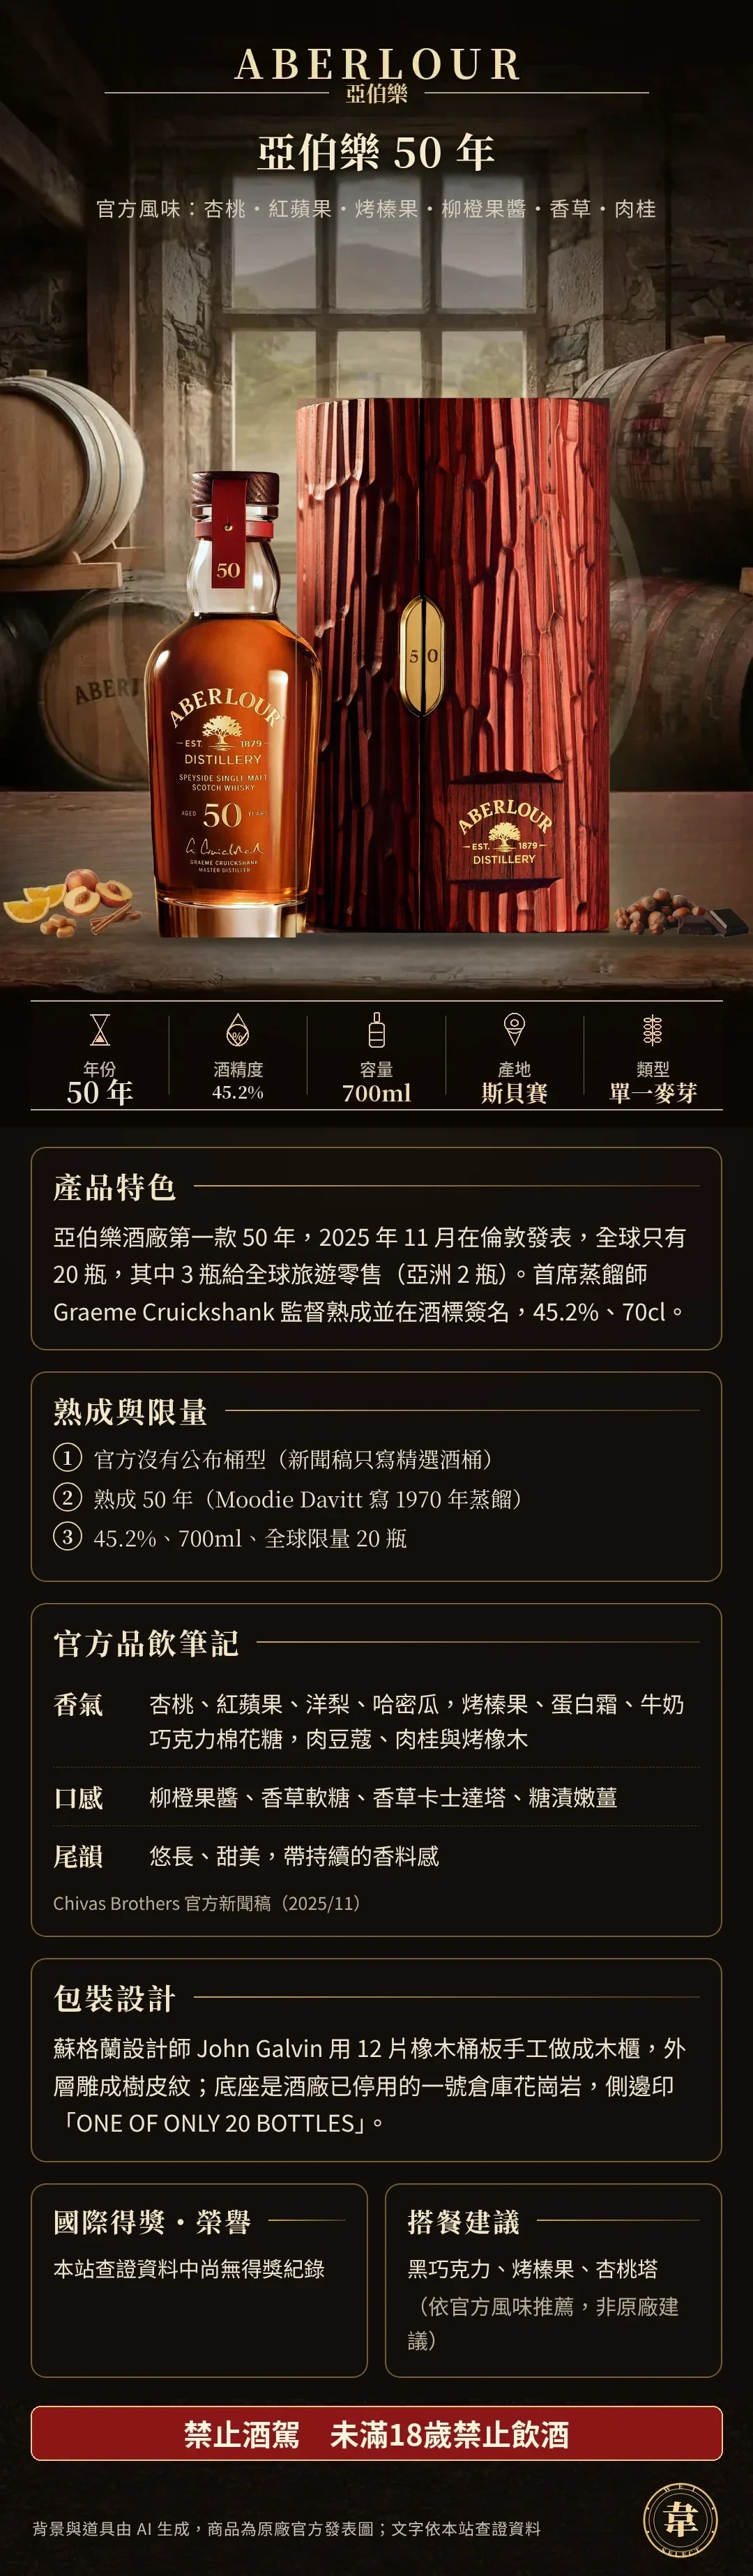 ABERLOUR
亞伯樂
亞伯樂 50 年
官方風味：杏桃・紅蘋果・烤榛果・柳橙果醬・香草・肉桂
50
5 0
ABERLOUR
EST. 1879
DISTILLERY
SPEYSIDE SINGLE MALT
SCOTCH WHISKY
AGED 50 YEARS
GRAEME CRUICKSHANK
MASTER DISTILLER
ABERLOUR
EST. 1879
DISTILLERY
年份
50 年
酒精度
45.2%
容量
700ml
產地
斯貝賽
類型
單一麥芽
產品特色
亞伯樂酒廠第一款 50 年，2025 年 11 月在倫敦發表，全球只有
20 瓶，其中 3 瓶給全球旅遊零售（亞洲 2 瓶）。首席蒸餾師
Graeme Cruickshank 監督熟成並在酒標簽名，45.2%、70cl。
熟成與限量
1 官方沒有公布桶型（新聞稿只寫精選酒桶）
2 熟成 50 年（Moodie Davitt 寫 1970 年蒸餾）
3 45.2%、700ml、全球限量 20 瓶
官方品飲筆記
香氣 杏桃、紅蘋果、洋梨、哈密瓜，烤榛果、蛋白霜、牛奶
巧克力棉花糖，肉豆蔻、肉桂與烤橡木
口感 柳橙果醬、香草軟糖、香草卡士達塔、糖漬嫩薑
尾韻 悠長、甜美，帶持續的香料感
Chivas Brothers 官方新聞稿（2025/11）
包裝設計
蘇格蘭設計師 John Galvin 用 12 片橡木桶板手工做成木櫃，外
層雕成樹皮紋；底座是酒廠已停用的一號倉庫花崗岩，側邊印
「ONE OF ONLY 20 BOTTLES」。
國際得獎・榮譽
本站查證資料中尚無得獎紀錄
搭餐建議
黑巧克力、烤榛果、杏桃塔
（依官方風味推薦，非原廠建
議）
禁止酒駕 未滿18歲禁止飲酒
背景與道具由 AI 生成，商品為原廠官方發表圖；文字依本站查證資料
韋